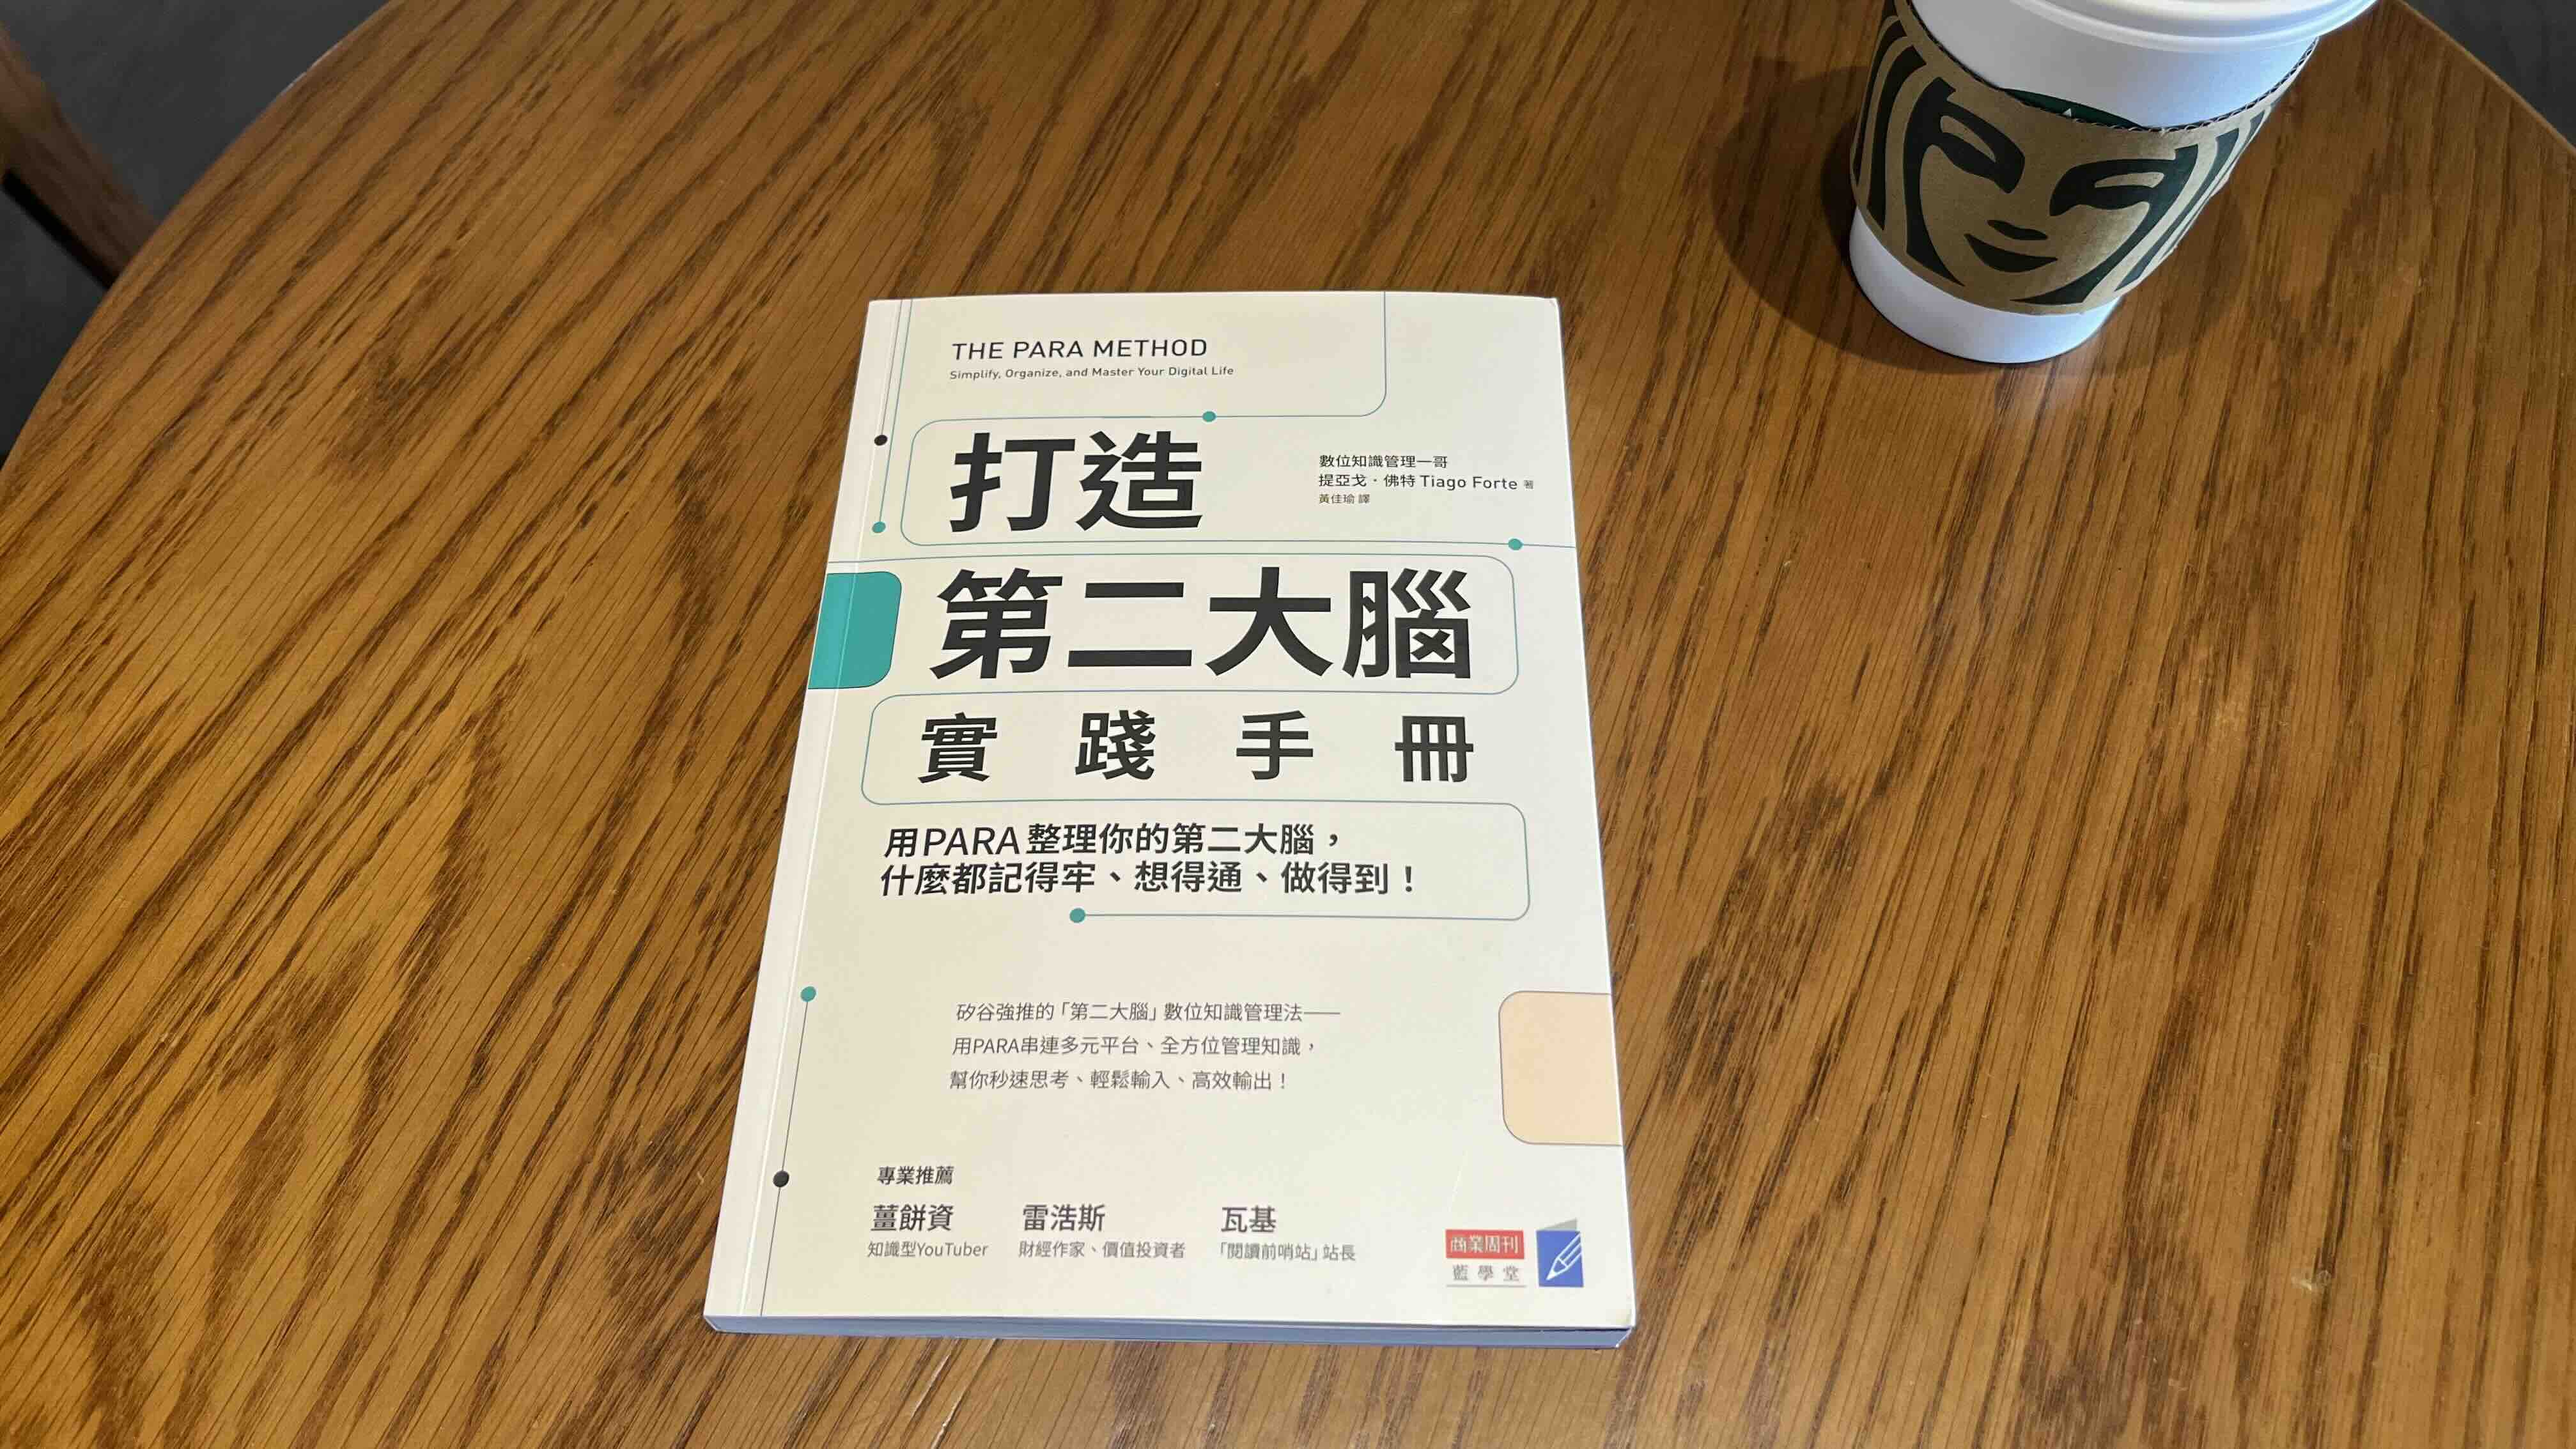 THE PARA METHOD
Simplify, Organize, and Master Your Digital Life
打造
數位知識管理一哥
提亞戈・佛特 Tiago Forte 著
黃佳瑜 譯
第二大腦
實踐手冊
用PARA整理你的第二大腦，
什麼都記得牢、想得通、做得到！
矽谷強推的「第二大腦」數位知識管理法——
用PARA串連多元平台、全方位管理知識，
幫你秒速思考、輕鬆輸入、高效輸出！
專業推薦
薑餅資 雷浩斯 瓦基
知識型YouTuber 財經作家、價值投資者 「閱讀前哨站」站長
商業周刊
藍學堂